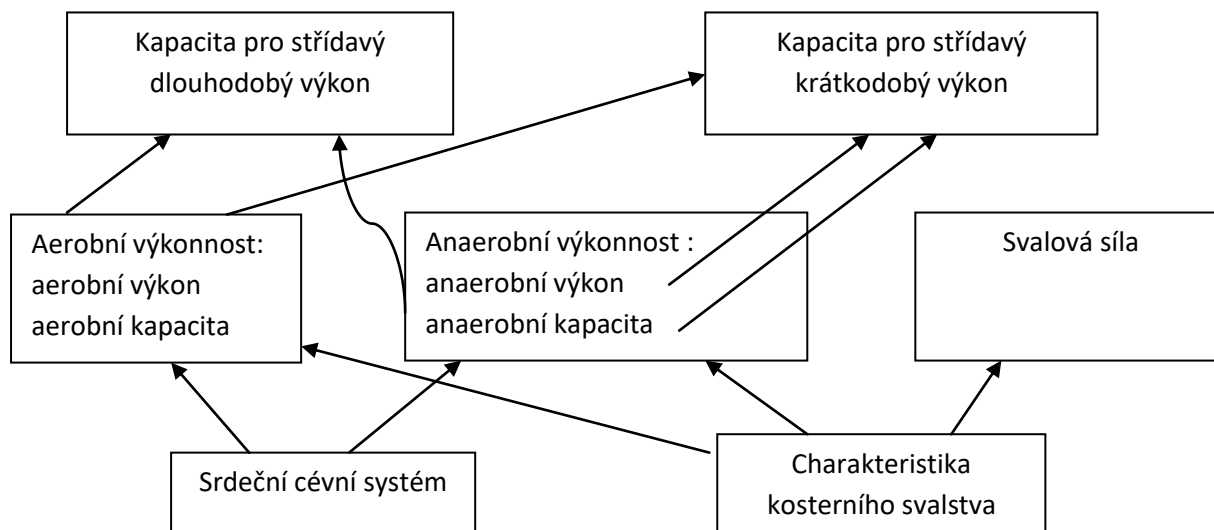 Kapacita pro střídavý
dlouhodobý výkon
Kapacita pro střídavý
krátkodobý výkon
Aerobní výkonnost:
aerobní výkon
aerobní kapacita
Anaerobní výkonnost :
anaerobní výkon
anaerobní kapacita
Svalová síla
Srdeční cévní systém
Charakteristika
kosterního svalstva